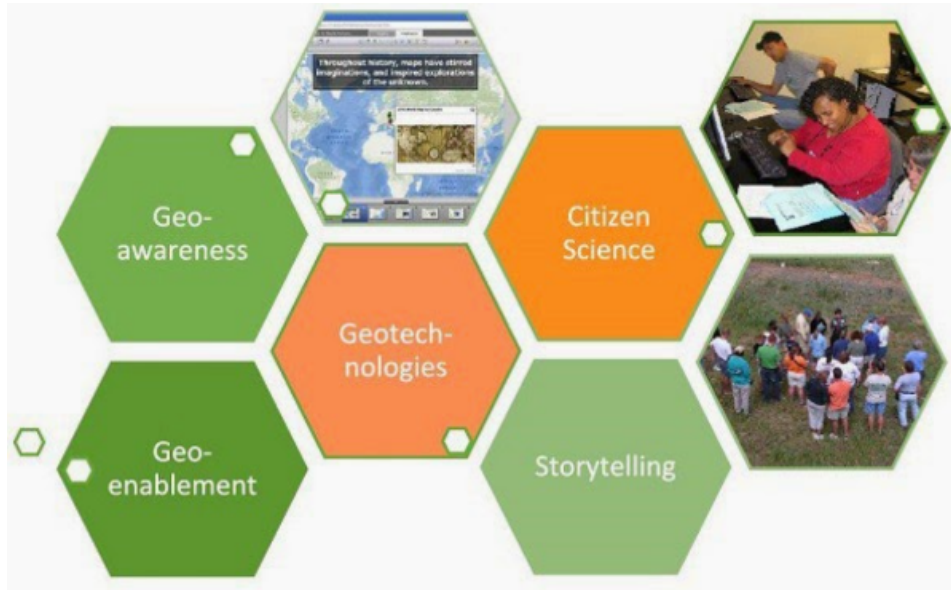 Throughout history, maps have stirred
imaginations, and inspired explorations
of the unknown.
Geo-
awareness
Citizen
Science
Geotech-
nologies
Geo-
enablement
Storytelling